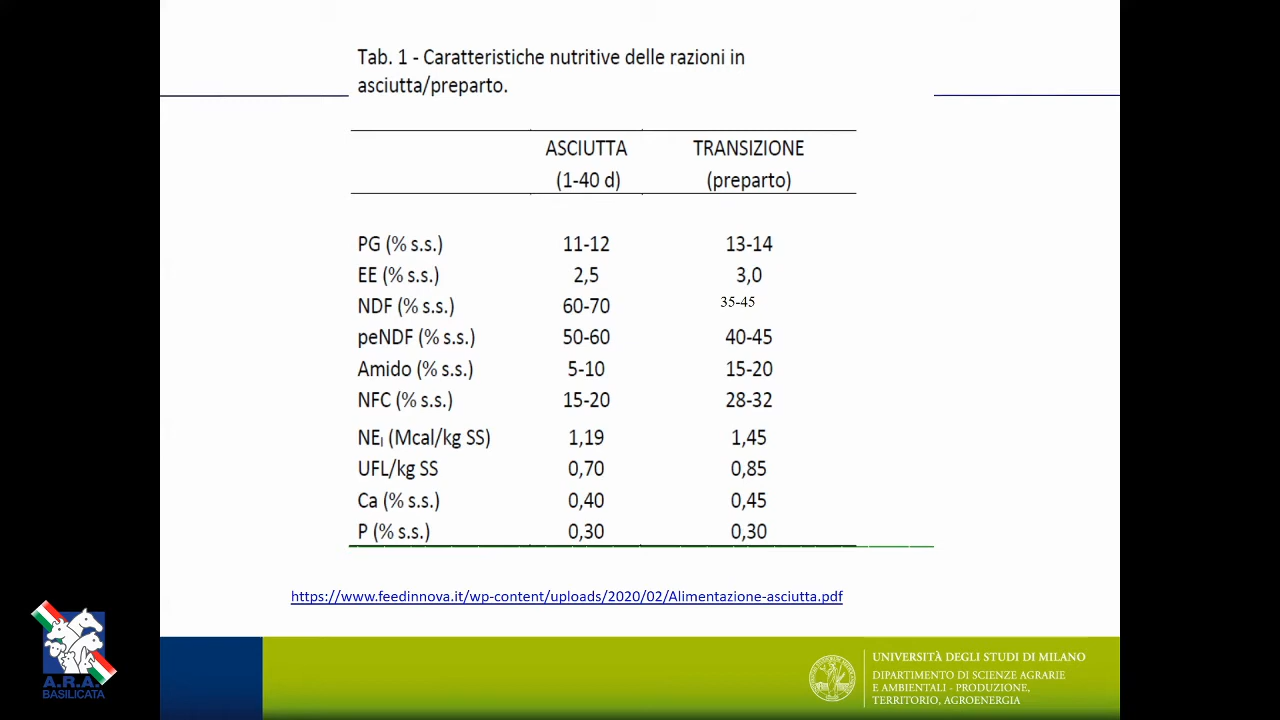 Tab. 1 - Caratteristiche nutritive delle razioni in
asciutta/preparto.
ASCIUTTA TRANSIZIONE
(1-40 d) (preparto)
PG (% s.s.) 11-12 13-14
EE (% s.s.) 2,5 3,0
NDF (% s.s.) 60-70 35-45
peNDF (% s.s.) 50-60 40-45
Amido (% s.s.) 5-10 15-20
NFC (% s.s.) 15-20 28-32
NEl (Mcal/kg SS) 1,19 1,45
UFL/kg SS 0,70 0,85
Ca (% s.s.) 0,40 0,45
P (% s.s.) 0,30 0,30
https://www.feedinnova.it/wp-content/uploads/2020/02/Alimentazione-asciutta.pdf
A.R.A.
BASILICATA
UNIVERSITÀ DEGLI STUDI DI MILANO
DIPARTIMENTO DI SCIENZE AGRARIE
E AMBIENTALI - PRODUZIONE,
TERRITORIO, AGROENERGIA